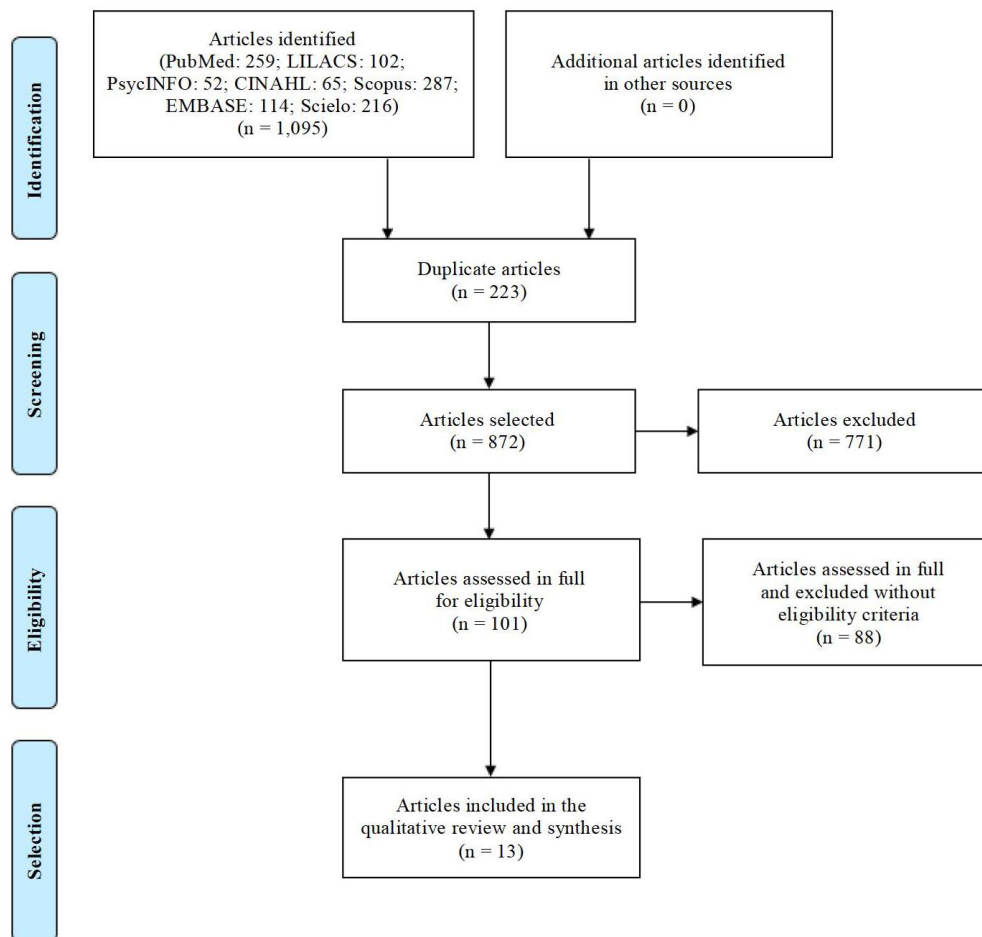 Identification
Articles identified
(PubMed: 259; LILACS: 102;
PsycINFO: 52; CINAHL: 65; Scopus: 287;
EMBASE: 114; Scielo: 216)
(n = 1,095)
Additional articles identified
in other sources
(n = 0)
Screening
Duplicate articles
(n = 223)
Articles selected
(n = 872)
Articles excluded
(n = 771)
Eligibility
Articles assessed in full
for eligibility
(n = 101)
Articles assessed in full
and excluded without
eligibility criteria
(n = 88)
Selection
Articles included in the
qualitative review and synthesis
(n = 13)